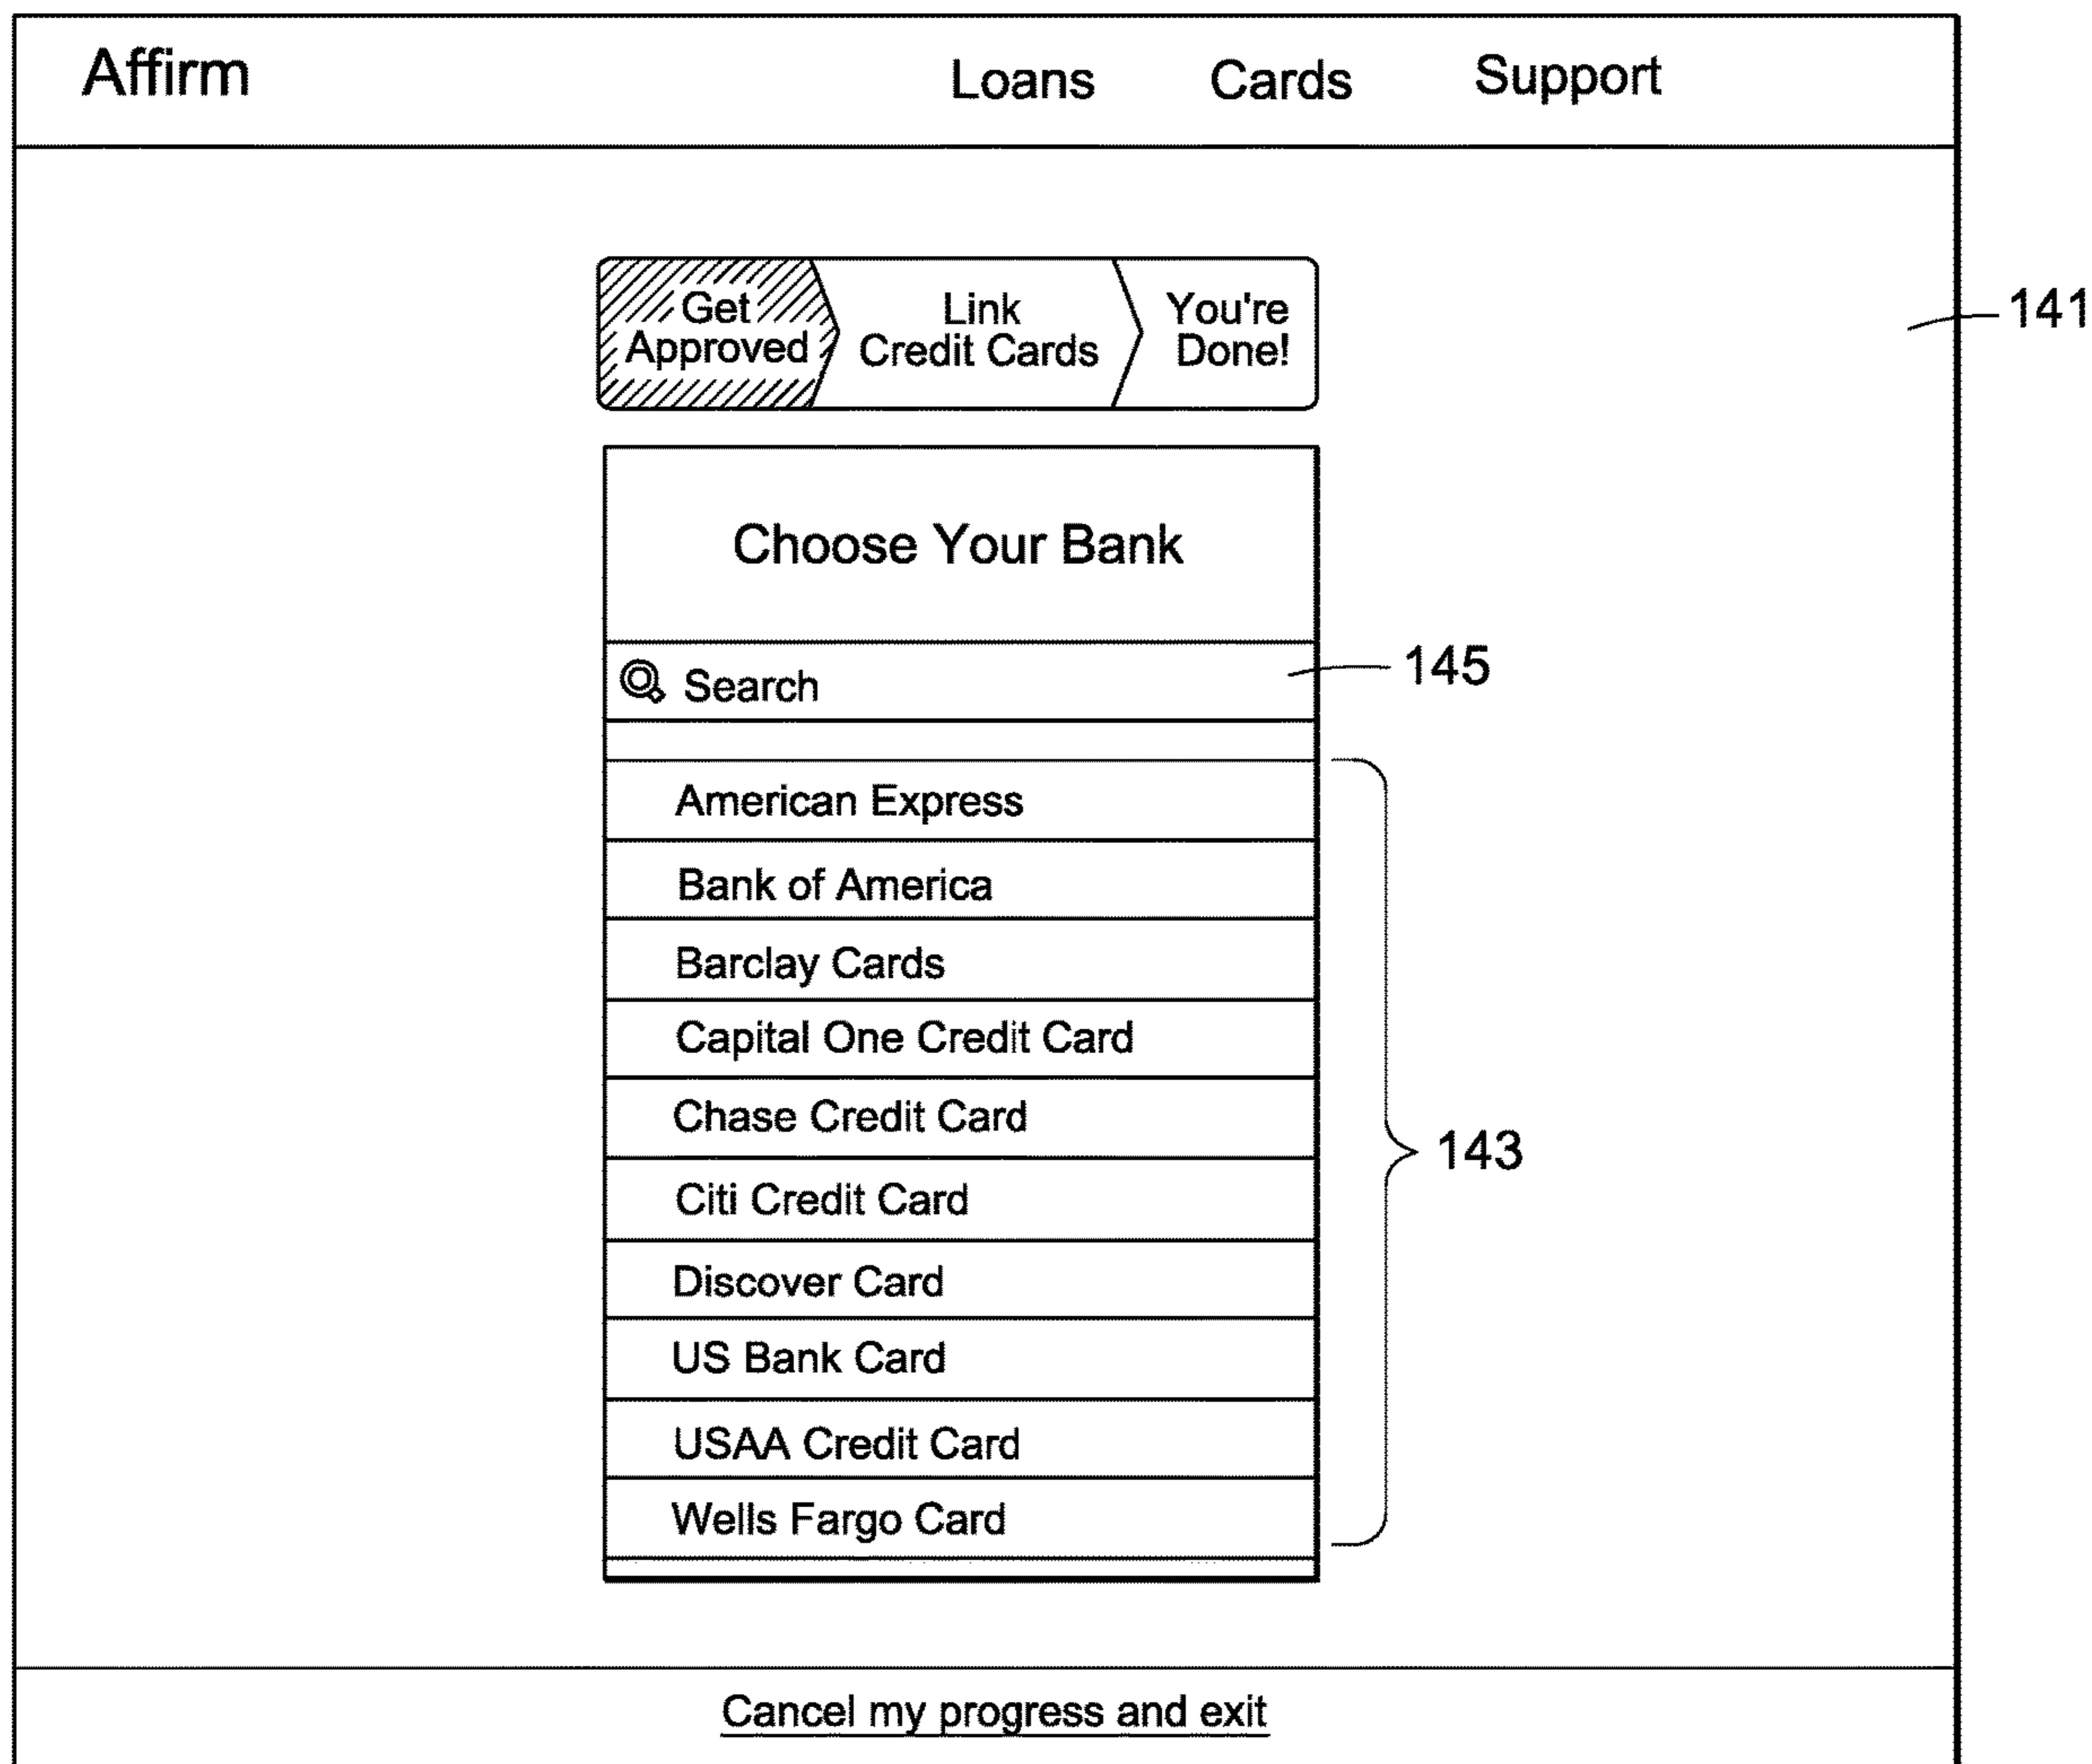 Affirm Loans Cards Support
Get Approved
Link Credit Cards
You're Done!
141
Choose Your Bank
Search
145
American Express
Bank of America
Barclay Cards
Capital One Credit Card
Chase Credit Card
143
Citi Credit Card
Discover Card
US Bank Card
USAA Credit Card
Wells Fargo Card
Cancel my progress and exit